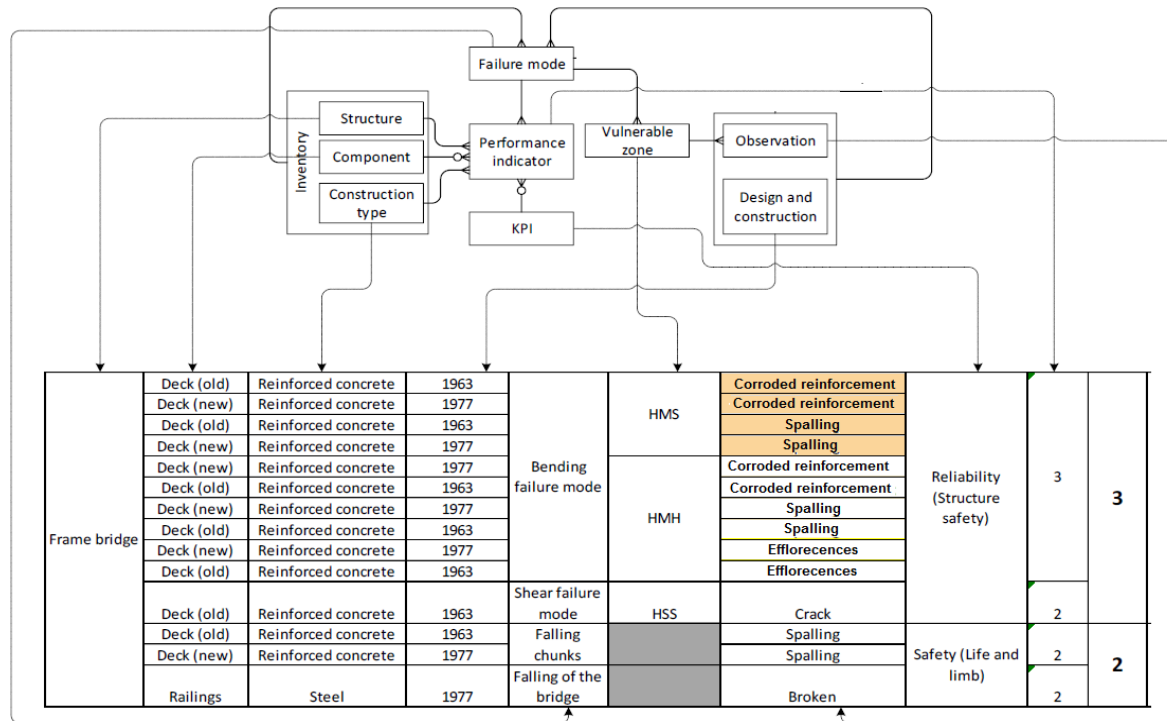 Failure mode
Inventory
Structure
Component
Construction
type
Performance
indicator
KPI
Vulnerable
zone
Observation
Design and
construction
Frame bridge
Deck (old) Reinforced concrete 1963 Corroded reinforcement
Deck (new) Reinforced concrete 1977 Corroded reinforcement
HMS
Deck (old) Reinforced concrete 1963 Spalling
Deck (new) Reinforced concrete 1977 Spalling
Deck (new) Reinforced concrete 1977 Corroded reinforcement
Bending
failure mode
Deck (old) Reinforced concrete 1963 Corroded reinforcement
HMH
Deck (new) Reinforced concrete 1977 Spalling
Deck (old) Reinforced concrete 1963 Spalling
Deck (new) Reinforced concrete 1977 Efflorecences
Deck (old) Reinforced concrete 1963 Efflorecences
Reliability
(Structure
safety)
3
3
Shear failure
mode
Deck (old) Reinforced concrete 1963 HSS Crack 2
Deck (old) Reinforced concrete 1963 Spalling
Falling
chunks
Deck (new) Reinforced concrete 1977 Spalling
2
Safety (Life and
limb)
2
Falling of the
bridge
Railings Steel 1977 Broken 2